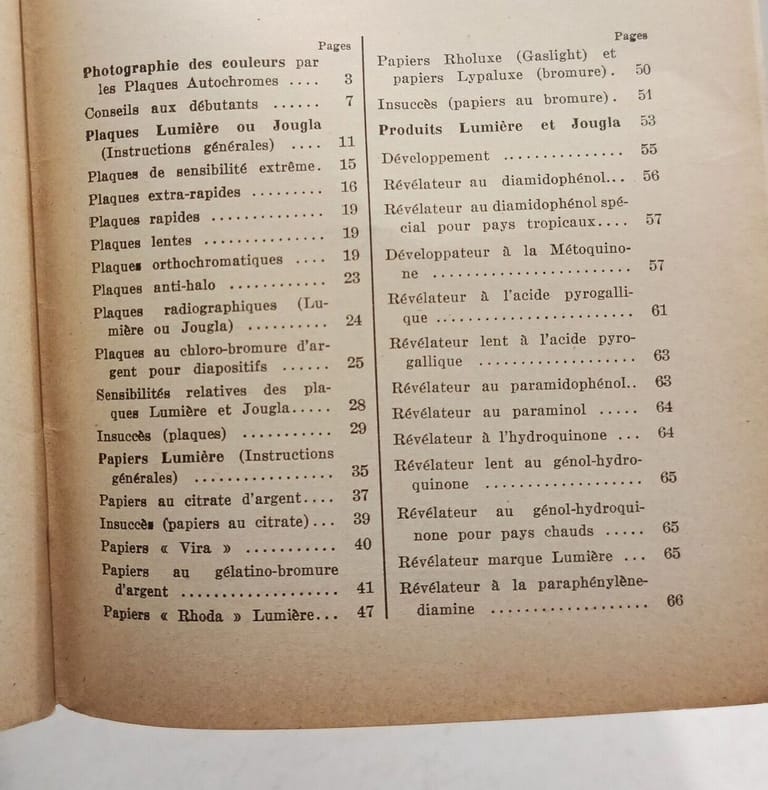 Pages
Photographie des couleurs par
les Plaques Autochromes .... 3
Conseils aux débutants ...... 7
Plaques Lumière ou Jougla
(Instructions générales) .... 11
Plaques de sensibilité extrême. 15
Plaques extra-rapides ......... 16
Plaques rapides .............. 19
Plaques lentes ............... 19
Plaques orthochromatiques .... 19
Plaques anti-halo ............ 23
Plaques radiographiques (Lu-
mière ou Jougla) .......... 24
Plaques au chloro-bromure d'ar-
gent pour diapositifs ...... 25
Sensibilités relatives des pla-
ques Lumière et Jougla..... 28
Insuccès (plaques) ........... 29
Papiers Lumière (Instructions
générales) ................. 35
Papiers au citrate d'argent.... 37
Insuccès (papiers au citrate)... 39
Papiers « Vira » ........... 40
Papiers au gélatino-bromure
d'argent .................. 41
Papiers « Rhoda » Lumière... 47
Pages
Papiers Rholuxe (Gaslight) et
papiers Lypaluxe (bromure). 50
Insuccès (papiers au bromure). 51
Produits Lumière et Jougla 53
Développement ............... 55
Révélateur au diamidophénol... 56
Révélateur au diamidophénol spé-
cial pour pays tropicaux.... 57
Développateur à la Métoquino-
ne ........................ 57
Révélateur à l'acide pyrogalli-
que ........................ 61
Révélateur lent à l'acide pyro-
gallique ................... 63
Révélateur au paramidophénol.. 63
Révélateur au paraminol ..... 64
Révélateur à l'hydroquinone ... 64
Révélateur lent au génol-hydro-
quinone ................... 65
Révélateur au génol-hydroqui-
none pour pays chauds ..... 65
Révélateur marque Lumière ... 65
Révélateur à la paraphénylène-
diamine ................... 66